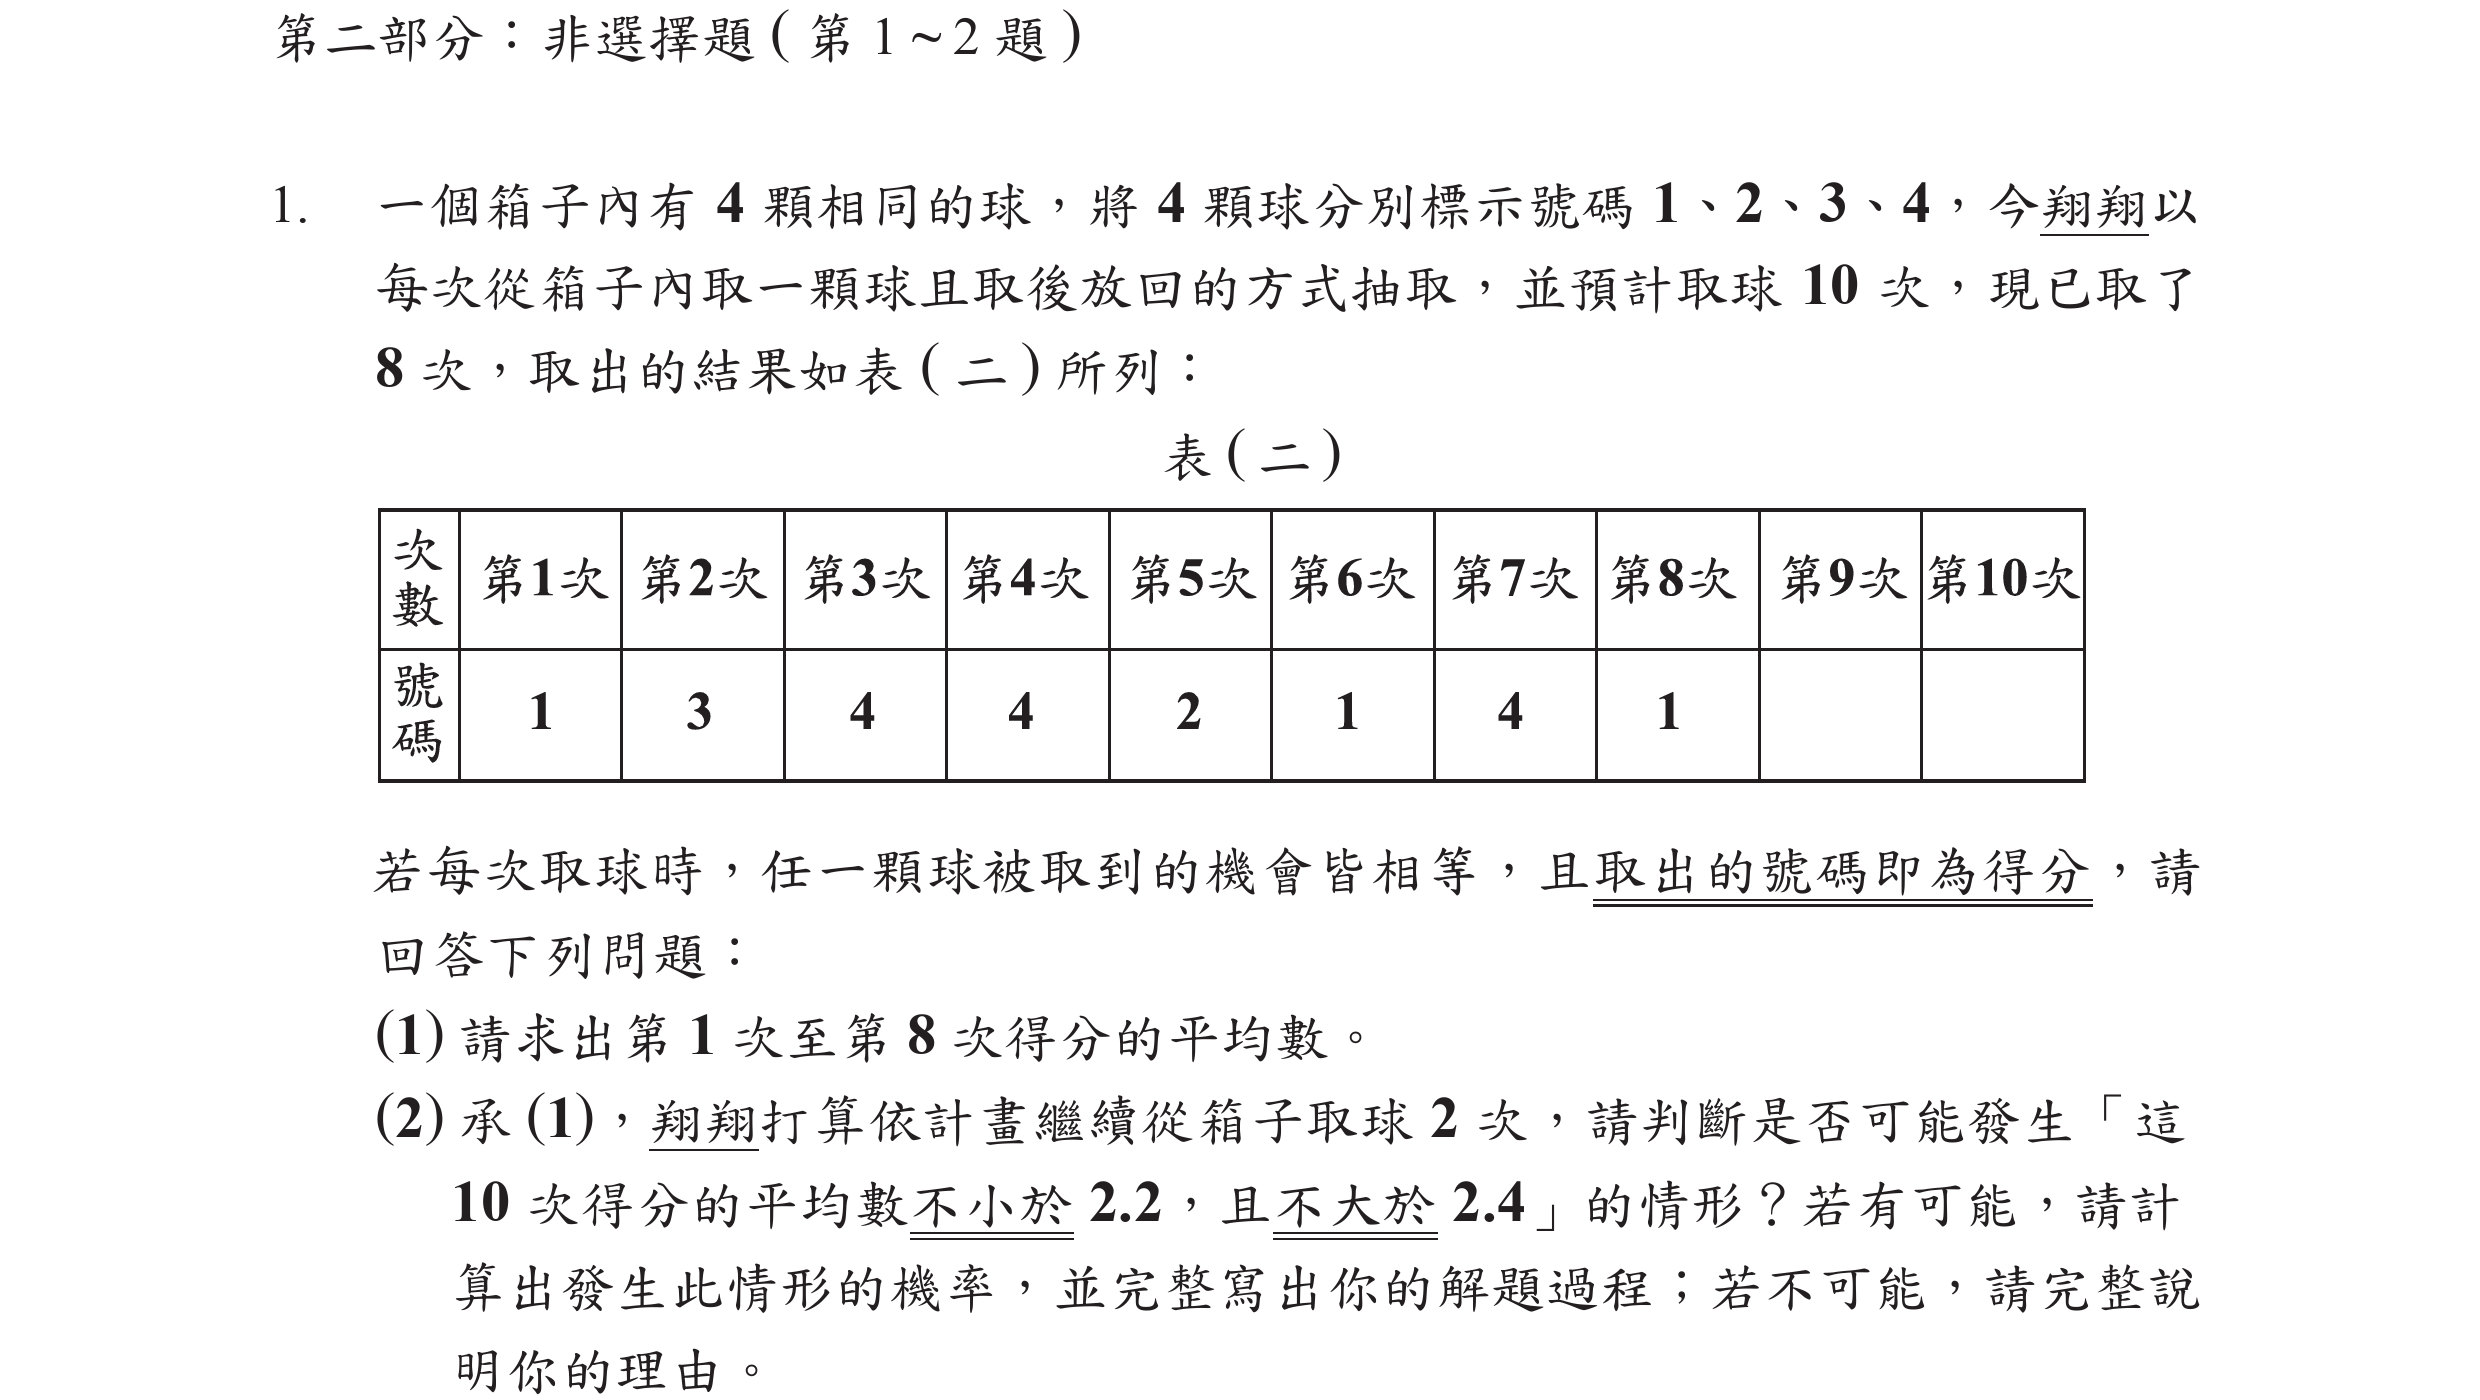 第二部分：非選擇題 ( 第 1 ~ 2 題 )
1. 一個箱子內有 4 顆相同的球，將 4 顆球分別標示號碼 1、2、3、4，今翔翔以
每次從箱子內取一顆球且取後放回的方式抽取，並預計取球 10 次，現已取了
8 次，取出的結果如表 ( 二 ) 所列：
表 ( 二 )
次數 第1次 第2次 第3次 第4次 第5次 第6次 第7次 第8次 第9次 第10次
號碼 1 3 4 4 2 1 4 1
若每次取球時，任一顆球被取到的機會皆相等，且取出的號碼即為得分，請
回答下列問題：
(1) 請求出第 1 次至第 8 次得分的平均數。
(2) 承 (1)，翔翔打算依計畫繼續從箱子取球 2 次，請判斷是否可能發生「這
10 次得分的平均數不小於 2.2，且不大於 2.4」的情形？若有可能，請計
算出發生此情形的機率，並完整寫出你的解題過程；若不可能，請完整說
明你的理由。